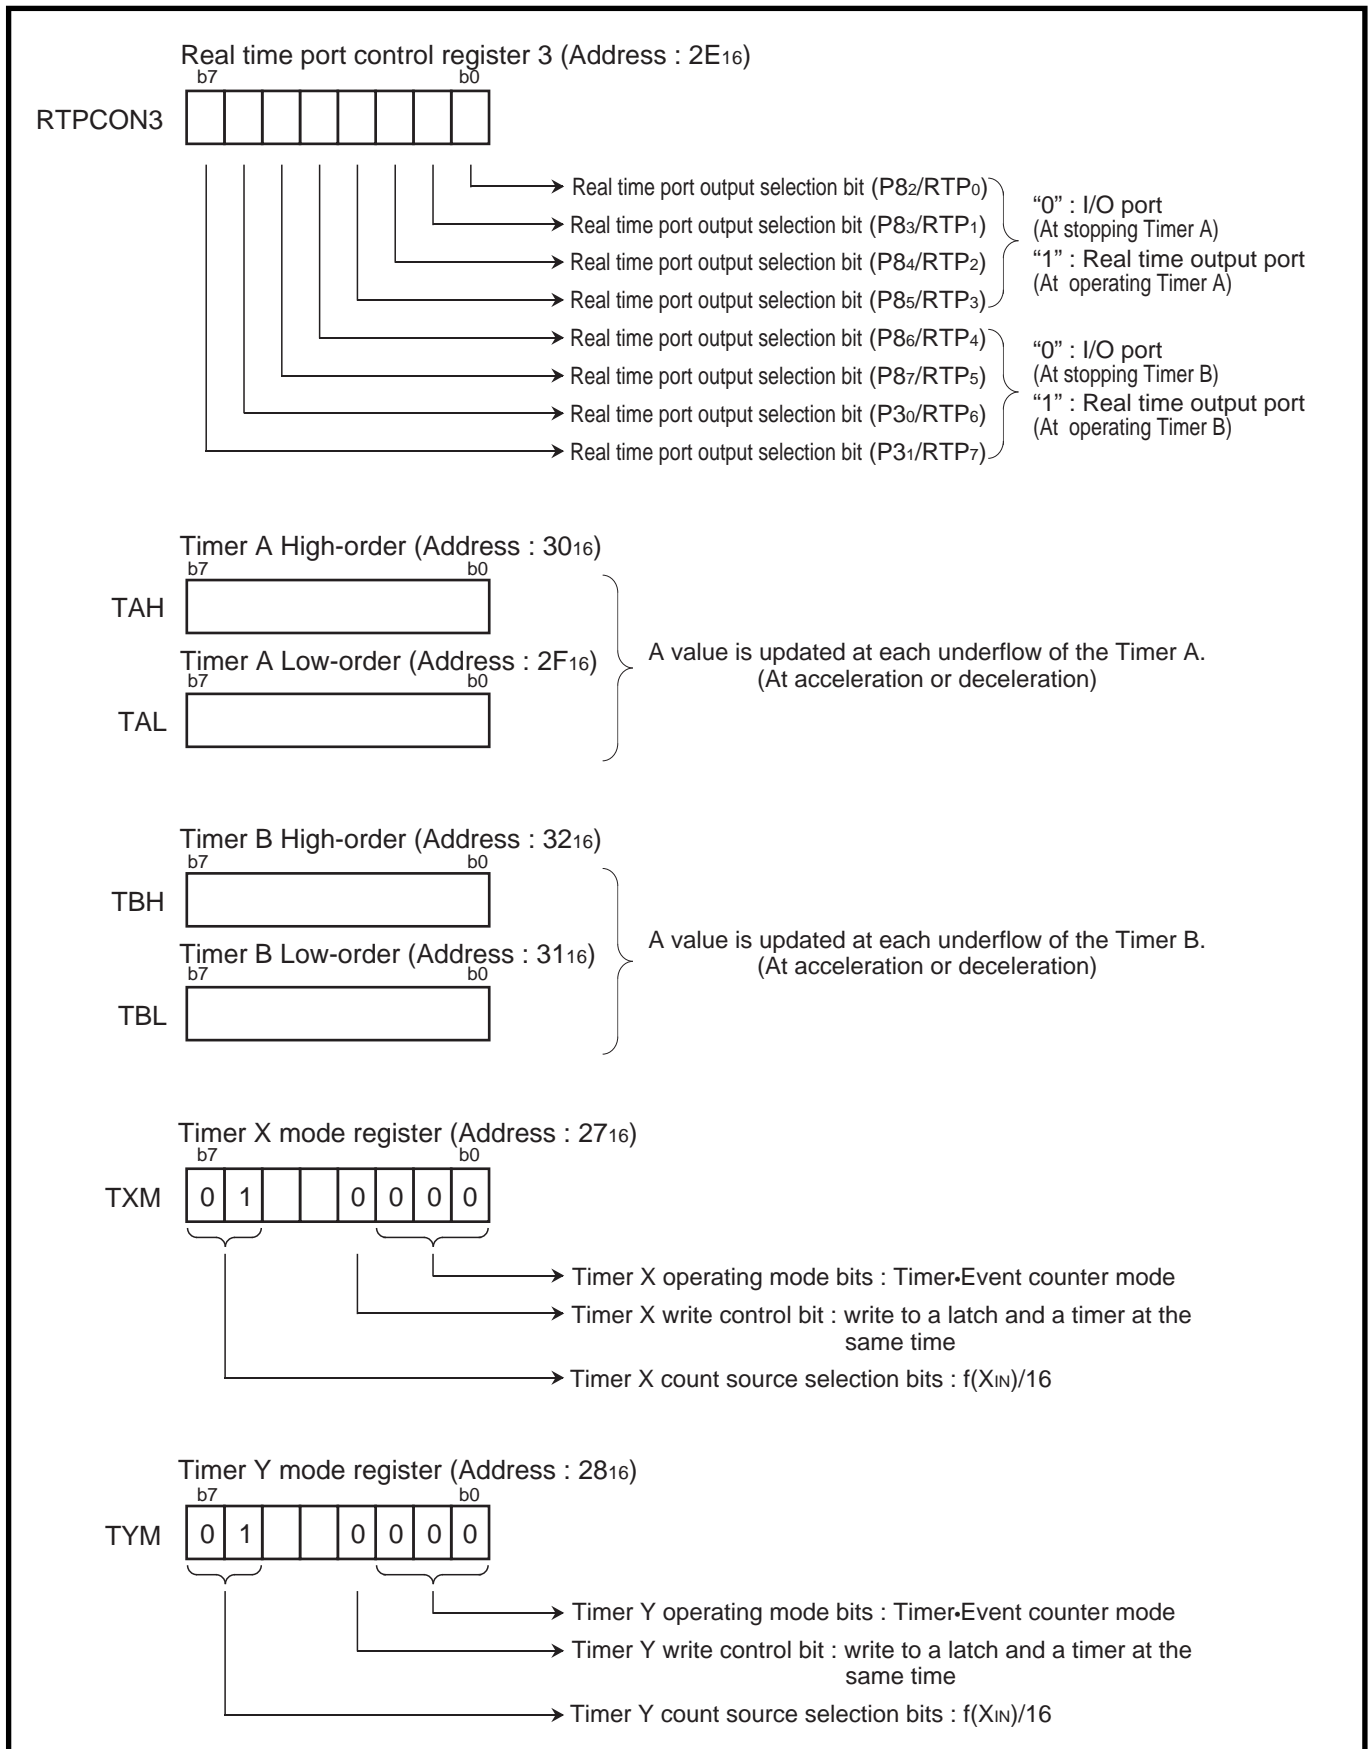 Real time port control register 3 (Address : 2E16)
b7 b0
RTPCON3
Real time port output selection bit (P82/RTP0)
Real time port output selection bit (P83/RTP1)
Real time port output selection bit (P84/RTP2)
Real time port output selection bit (P85/RTP3)
“0” : I/O port
(At stopping Timer A)
“1” : Real time output port
(At operating Timer A)
Real time port output selection bit (P86/RTP4)
Real time port output selection bit (P87/RTP5)
Real time port output selection bit (P30/RTP6)
Real time port output selection bit (P31/RTP7)
“0” : I/O port
(At stopping Timer B)
“1” : Real time output port
(At operating Timer B)
Timer A High-order (Address : 3016)
b7 b0
TAH
Timer A Low-order (Address : 2F16)
b7 b0
TAL
A value is updated at each underflow of the Timer A.
(At acceleration or deceleration)
Timer B High-order (Address : 3216)
b7 b0
TBH
Timer B Low-order (Address : 3116)
b7 b0
TBL
A value is updated at each underflow of the Timer B.
(At acceleration or deceleration)
Timer X mode register (Address : 2716)
b7 b0
TXM 0 1 0 0 0 0
Timer X operating mode bits : Timer•Event counter mode
Timer X write control bit : write to a latch and a timer at the
same time
Timer X count source selection bits : f(XIN)/16
Timer Y mode register (Address : 2816)
b7 b0
TYM 0 1 0 0 0 0
Timer Y operating mode bits : Timer•Event counter mode
Timer Y write control bit : write to a latch and a timer at the
same time
Timer Y count source selection bits : f(XIN)/16